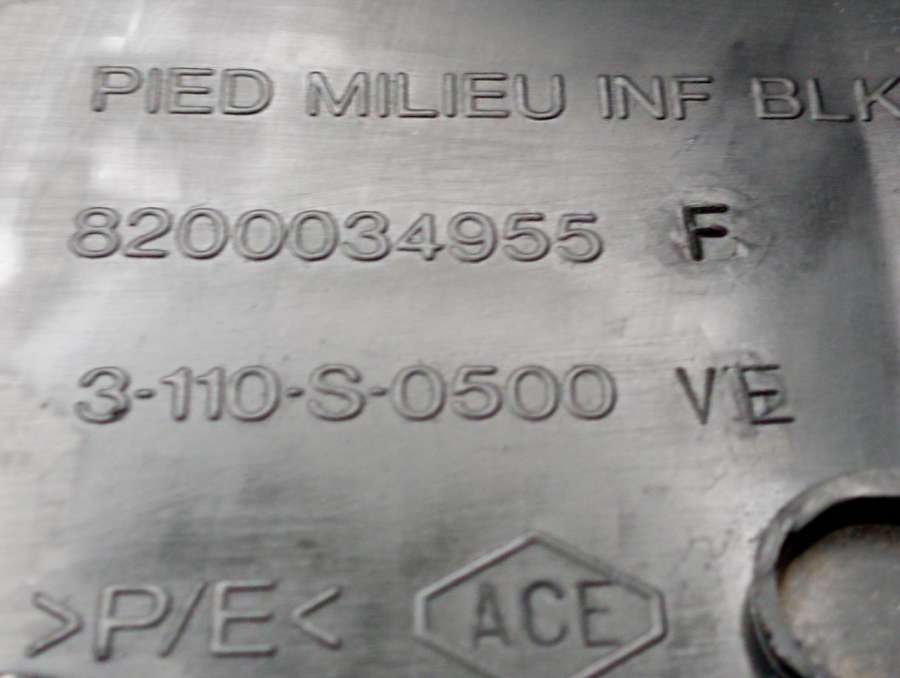 PIED MILIEU INF BLK
8200034955 F
3-110-S-0500 VE
>P/E<
ACE